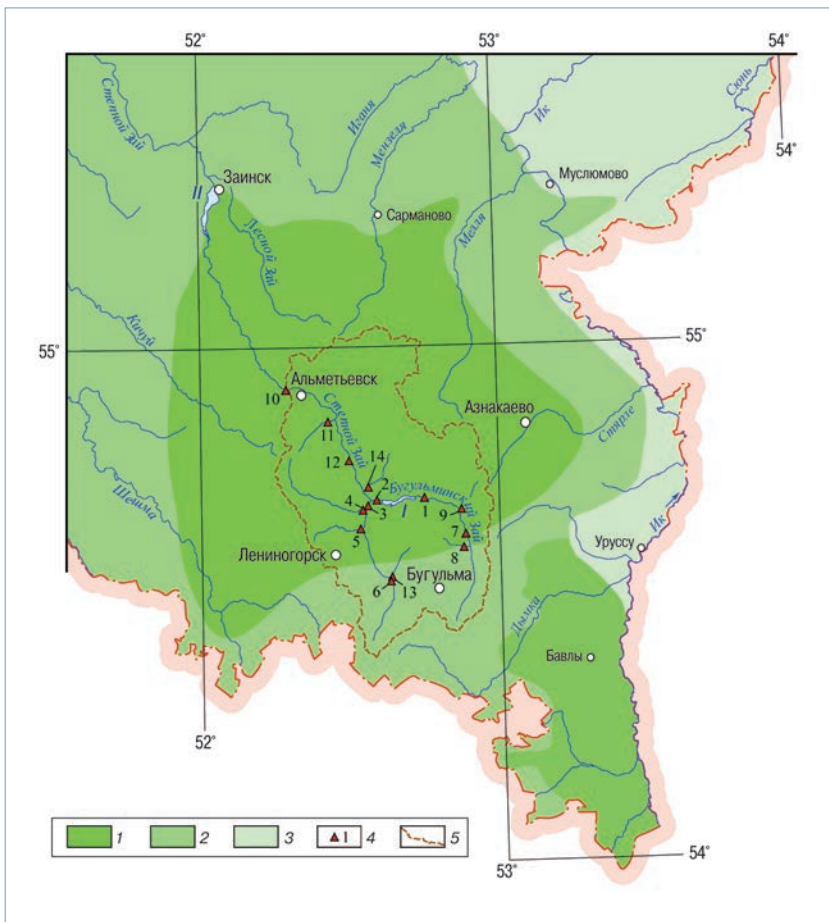 52°
53°
54°
Степной Зай
Иганя
Мензеля
Ик
Сюнь
54°
Заинск
II
Муслюмово
Сарманово
Лесной Зай
Мелля
Кичуй
55°
55°
Альметьевск
10
Азнакаево
11
Степной Зай
Стярле
12
14
Бугульминский Зай
2
Шешма
4
3
I
1
9
Ик
5
7
Уруссу
Лениногорск
8
Бугульма
6
13
Дымка
Бавлы
52°
53°
54°
1
2
3
1
4
5